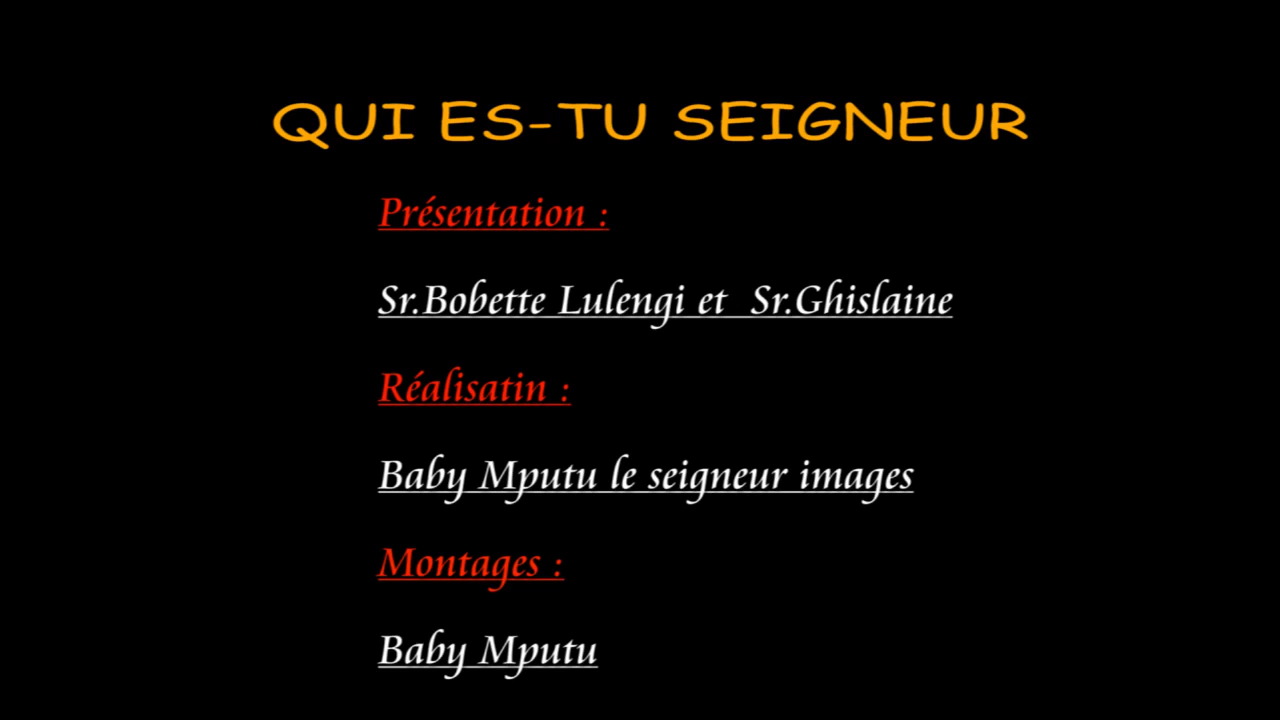 QUI ES-TU SEIGNEUR
Présentation :
Sr.Bobette Lulengi et Sr.Ghislaine
Réalisatin :
Baby Mputu le seigneur images
Montages :
Baby Mputu